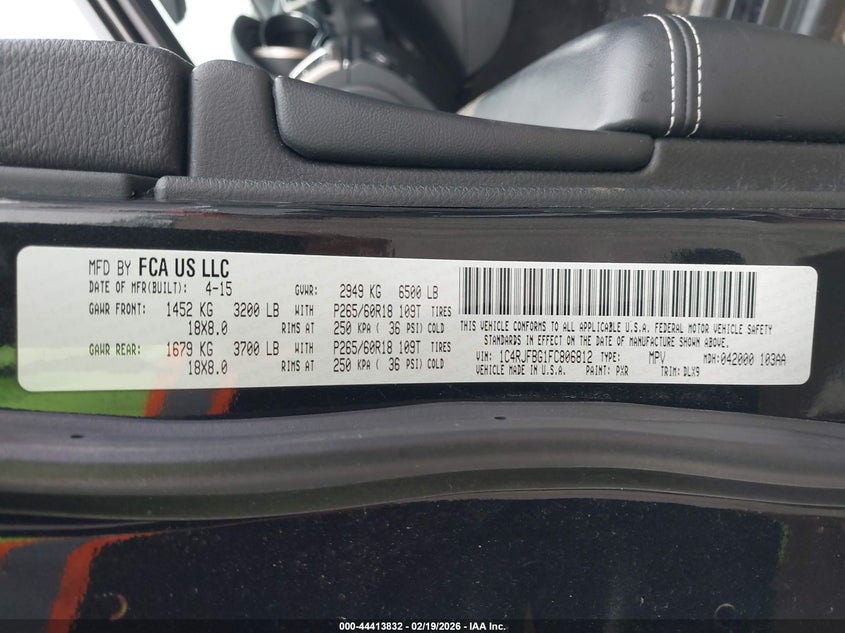 MFD BY FCA US LLC
DATE OF MFR(BUILT): 4-15 GVWR: 2949 KG 6500 LB
GAWR FRONT: 1452 KG 3200 LB WITH P265/60R18 109T TIRES
18X8.0 RIMS AT 250 KPA ( 36 PSI) COLD
GAWR REAR: 1679 KG 3700 LB WITH P265/60R18 109T TIRES
18X8.0 RIMS AT 250 KPA ( 36 PSI) COLD
THIS VEHICLE CONFORMS TO ALL APPLICABLE U.S.A. FEDERAL MOTOR VEHICLE SAFETY
STANDARDS IN EFFECT ON THE DATE OF MANUFACTURE SHOWN ABOVE.
VIN: 1C4RJFBG1FC806812 TYPE: MPV MDH:042000 103AA
VEHICLE MADE IN U.S.A. PAINT: PXR TRIM: DLX9
000-44413832 - 02/19/2026 - IAA Inc.